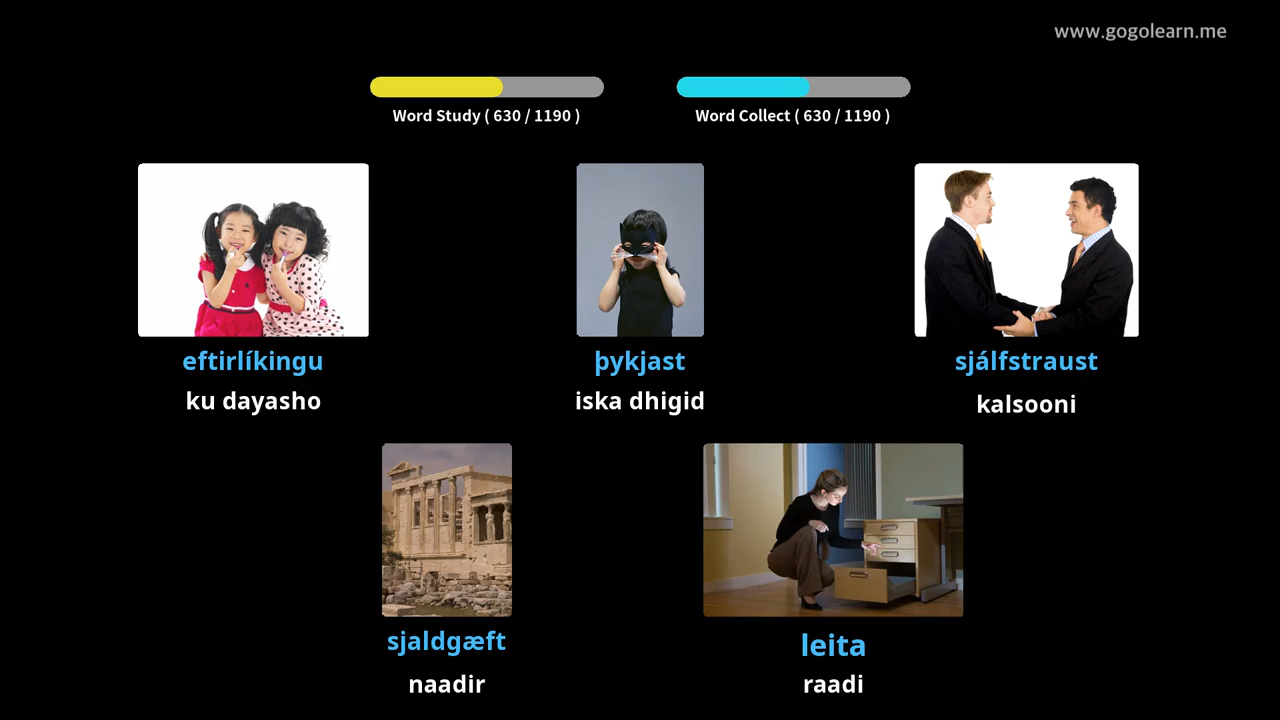 www.gogolearn.me
Word Study ( 630 / 1190 )
Word Collect ( 630 / 1190 )
eftirlíkingu
ku dayasho
þykjast
iska dhigid
sjálfstraust
kalsooni
sjaldgæft
naadir
leita
raadi